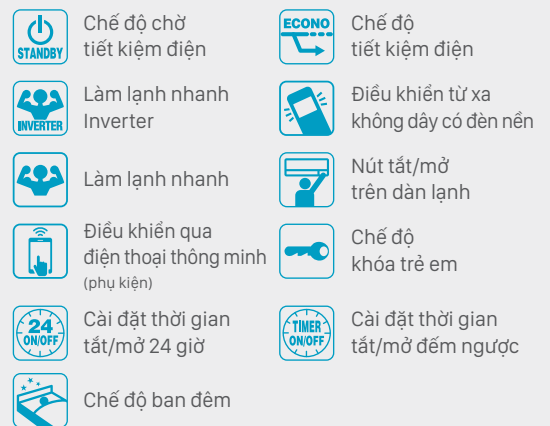 STANDBY
Chế độ chờ
tiết kiệm điện
ECONO
Chế độ
tiết kiệm điện
INVERTER
Làm lạnh nhanh
Inverter
Điều khiển từ xa
không dây có đèn nền
Làm lạnh nhanh
Nút tắt/mở
trên dàn lạnh
Điều khiển qua
điện thoại thông minh
(phụ kiện)
Chế độ
khóa trẻ em
24
ON/OFF
Cài đặt thời gian
tắt/mở 24 giờ
TIMER
ON/OFF
Cài đặt thời gian
tắt/mở đếm ngược
Chế độ ban đêm